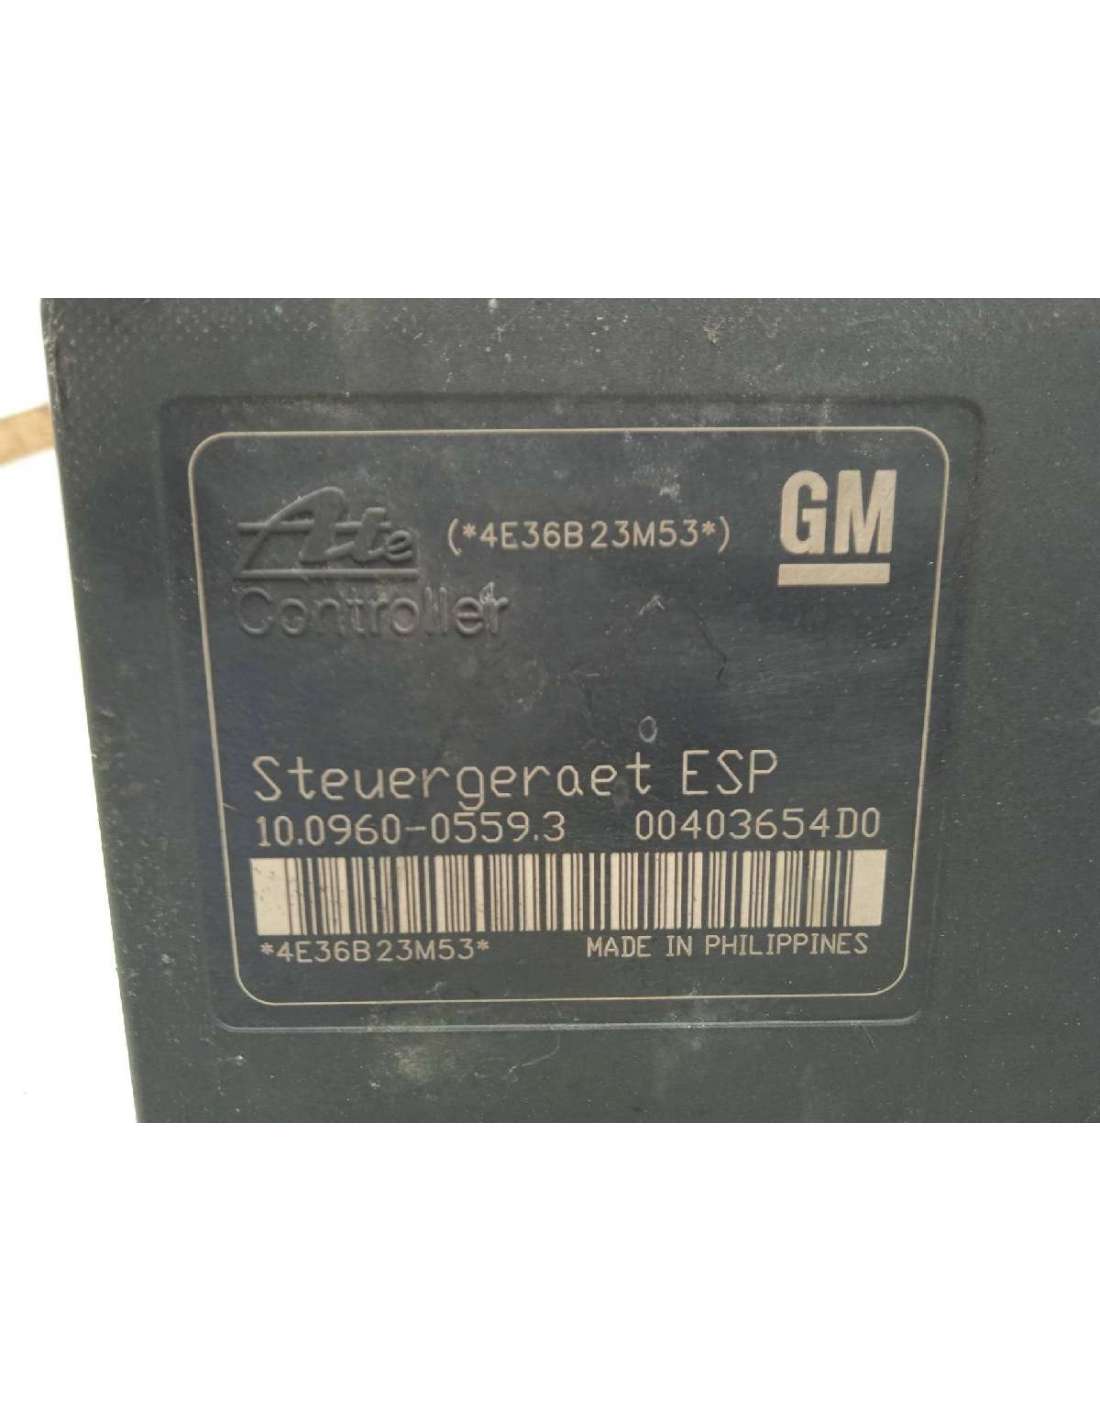 Ate (*4E36B23M53*) GM
Controller
Steuergeraet ESP
10.0960-0559.3 00403654D0
*4E36B23M53* MADE IN PHILIPPINES